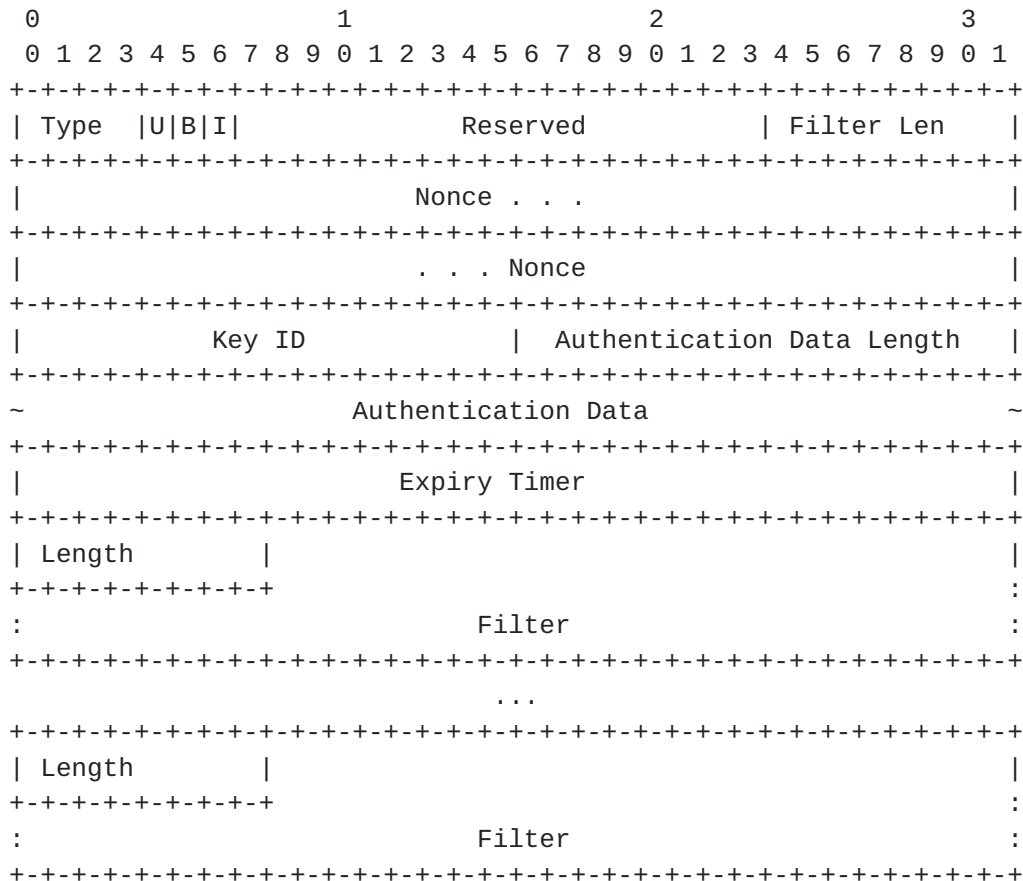 0                   1                   2                   3
 0 1 2 3 4 5 6 7 8 9 0 1 2 3 4 5 6 7 8 9 0 1 2 3 4 5 6 7 8 9 0 1
+-+-+-+-+-+-+-+-+-+-+-+-+-+-+-+-+-+-+-+-+-+-+-+-+-+-+-+-+-+-+-+-+
| Type  |U|B|I|              Reserved           | Filter Len    |
+-+-+-+-+-+-+-+-+-+-+-+-+-+-+-+-+-+-+-+-+-+-+-+-+-+-+-+-+-+-+-+-+
|                         Nonce . . .                           |
+-+-+-+-+-+-+-+-+-+-+-+-+-+-+-+-+-+-+-+-+-+-+-+-+-+-+-+-+-+-+-+-+
|                         . . . Nonce                           |
+-+-+-+-+-+-+-+-+-+-+-+-+-+-+-+-+-+-+-+-+-+-+-+-+-+-+-+-+-+-+-+-+
|            Key ID             |  Authentication Data Length   |
+-+-+-+-+-+-+-+-+-+-+-+-+-+-+-+-+-+-+-+-+-+-+-+-+-+-+-+-+-+-+-+-+
~                     Authentication Data                       ~
+-+-+-+-+-+-+-+-+-+-+-+-+-+-+-+-+-+-+-+-+-+-+-+-+-+-+-+-+-+-+-+-+
|                        Expiry Timer                           |
+-+-+-+-+-+-+-+-+-+-+-+-+-+-+-+-+-+-+-+-+-+-+-+-+-+-+-+-+-+-+-+-+
| Length        |                                               |
+-+-+-+-+-+-+-+-+                                               :
:                             Filter                            :
+-+-+-+-+-+-+-+-+-+-+-+-+-+-+-+-+-+-+-+-+-+-+-+-+-+-+-+-+-+-+-+-+
                               ...
+-+-+-+-+-+-+-+-+-+-+-+-+-+-+-+-+-+-+-+-+-+-+-+-+-+-+-+-+-+-+-+-+
| Length        |                                               |
+-+-+-+-+-+-+-+-+                                               :
:                             Filter                            :
+-+-+-+-+-+-+-+-+-+-+-+-+-+-+-+-+-+-+-+-+-+-+-+-+-+-+-+-+-+-+-+-+